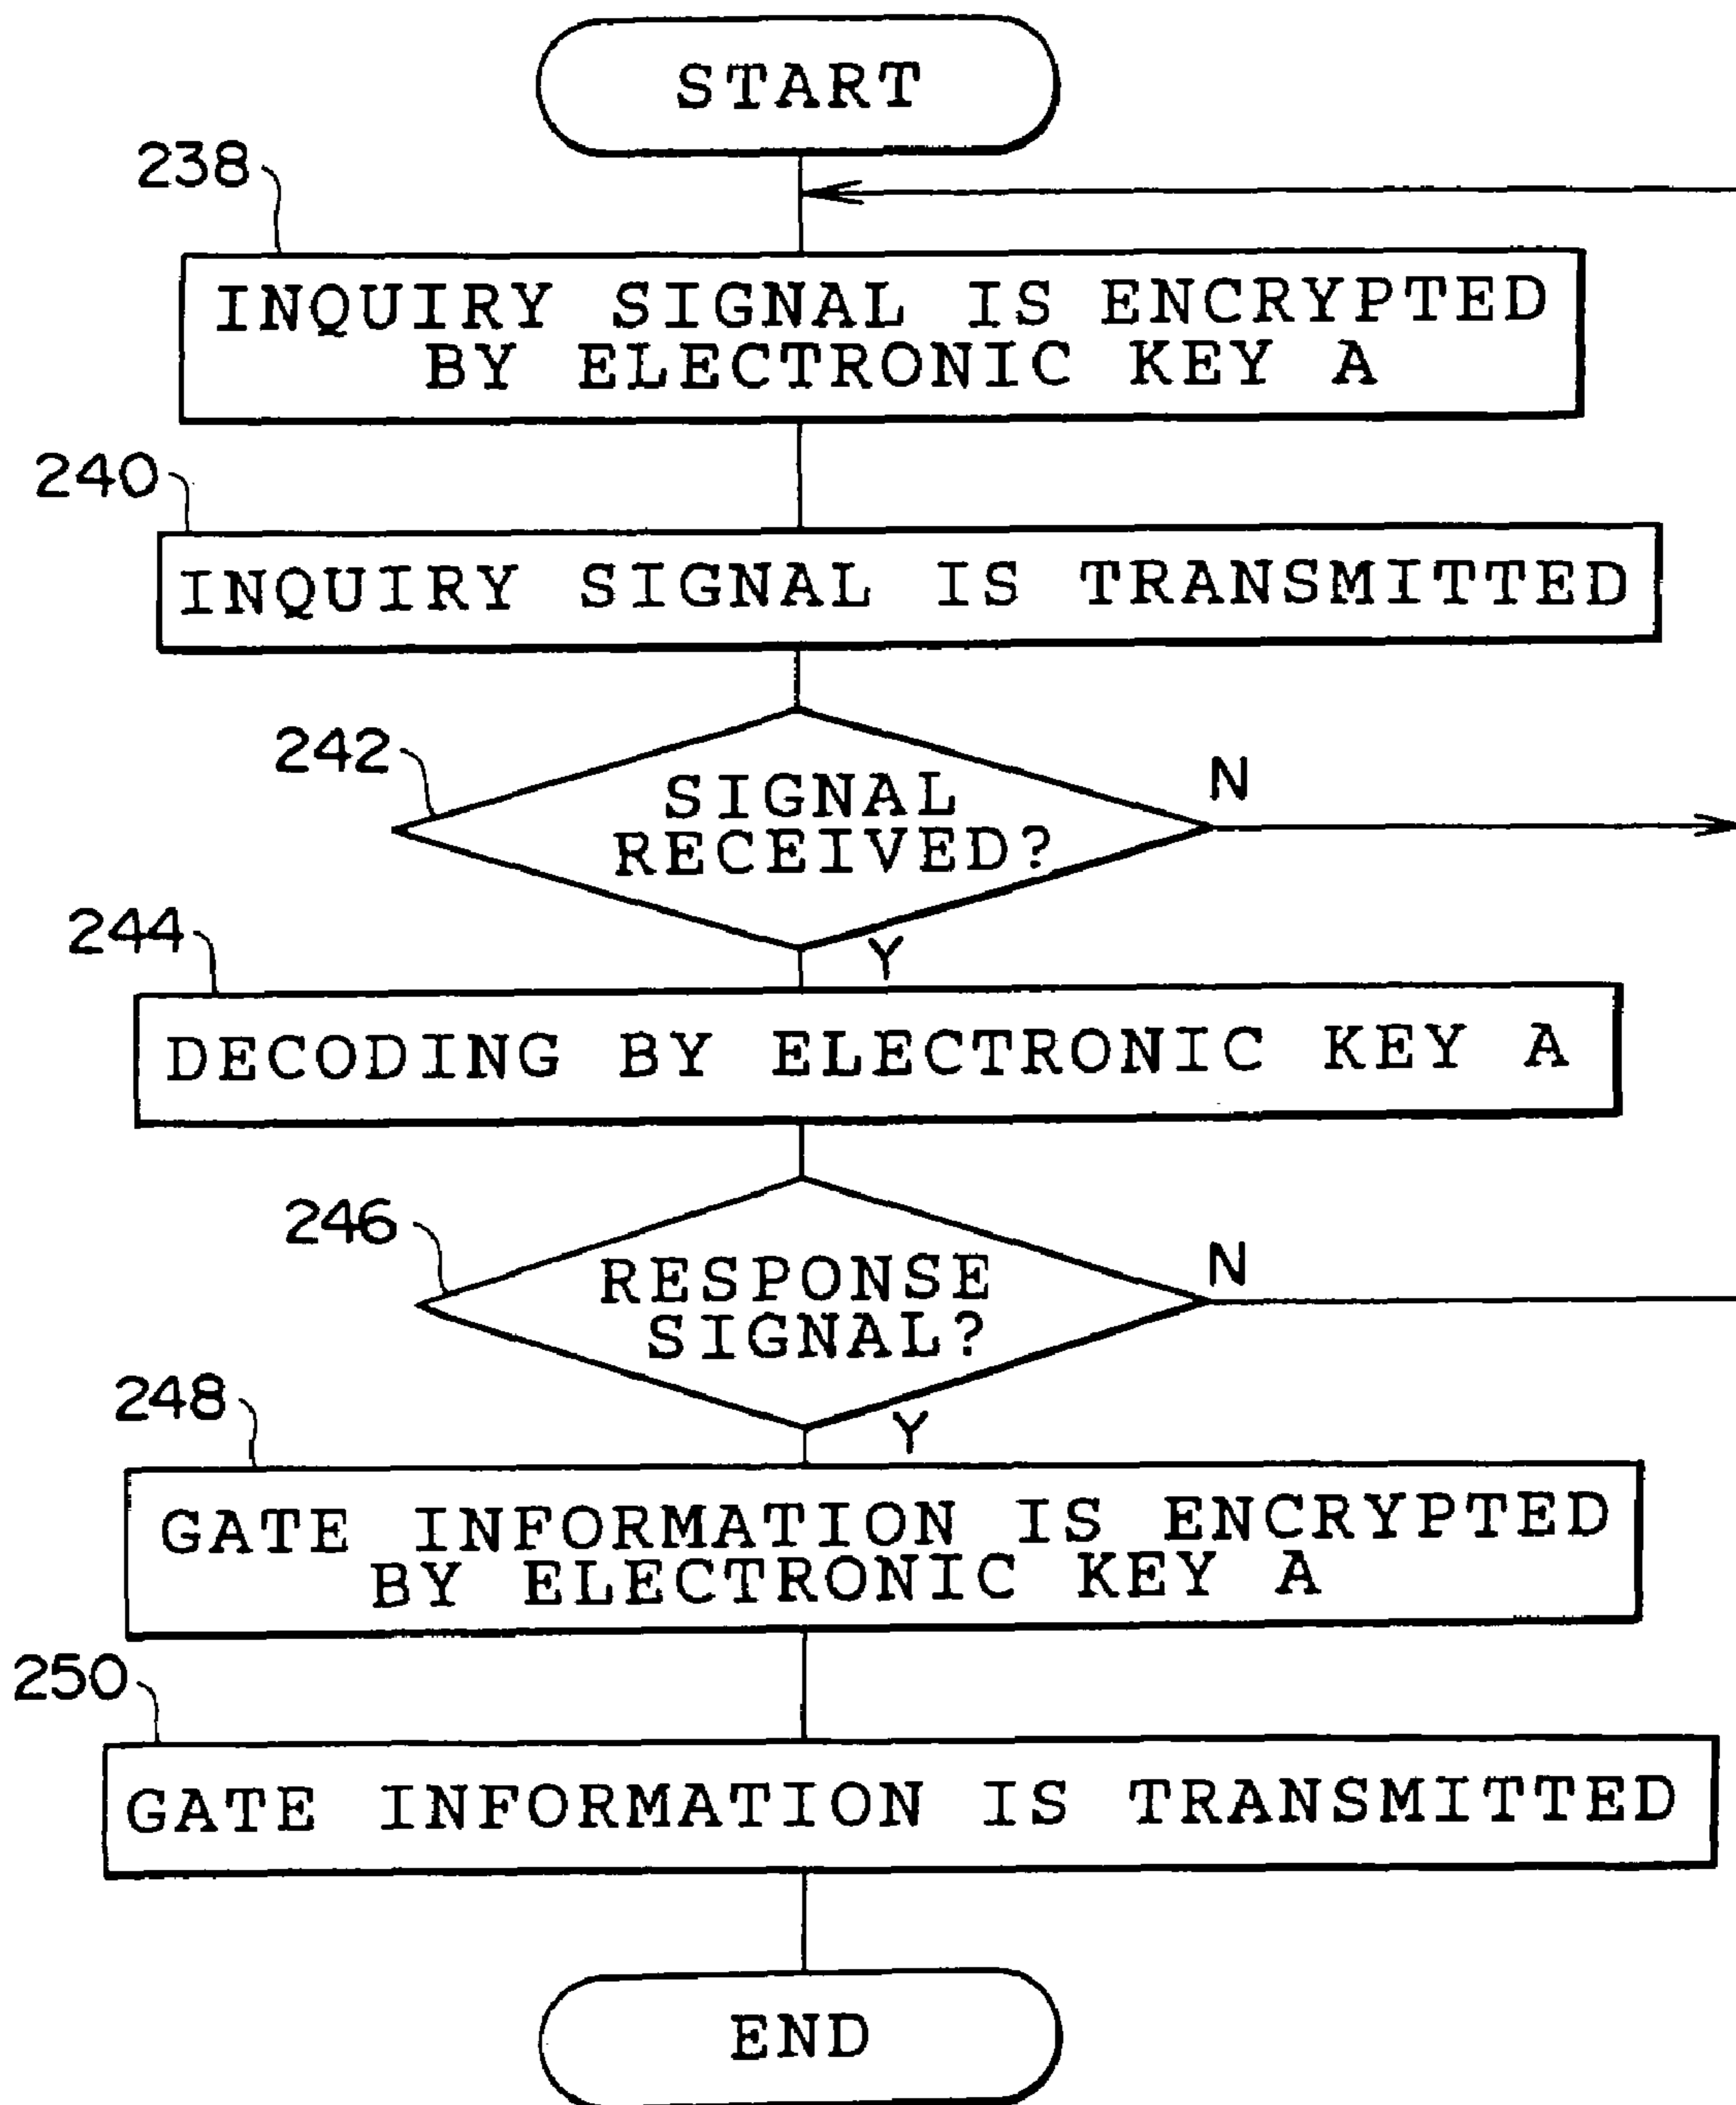 START
238
INQUIRY SIGNAL IS ENCRYPTED
BY ELECTRONIC KEY A
240
INQUIRY SIGNAL IS TRANSMITTED
242
SIGNAL
RECEIVED?
N
Y
244
DECODING BY ELECTRONIC KEY A
246
RESPONSE
SIGNAL?
N
Y
248
GATE INFORMATION IS ENCRYPTED
BY ELECTRONIC KEY A
250
GATE INFORMATION IS TRANSMITTED
END